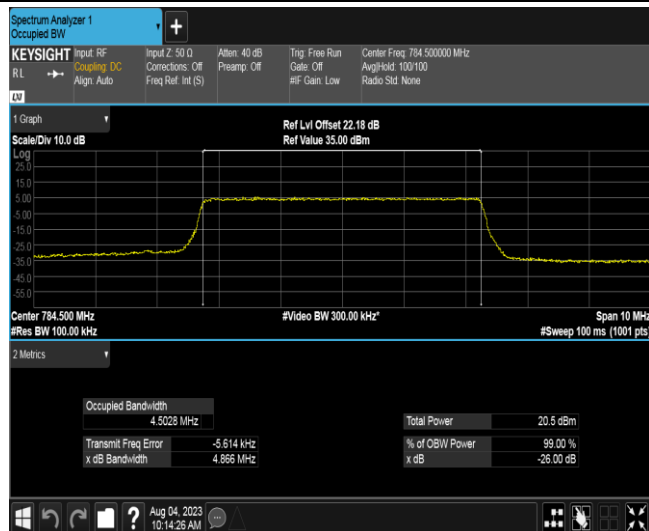 Spectrum Analyzer 1
Occupied BW
▼
+
KEYSIGHT
RL
Input: RF
Coupling: DC
Align: Auto
Input Z: 50 Ω
Corrections: Off
Freq Ref: Int (S)
Atten: 40 dB
Preamp: Off
Trig: Free Run
Gate: Off
#IF Gain: Low
Center Freq: 784.500000 MHz
Avg|Hold: 100/100
Radio Std: None
1 Graph
Scale/Div 10.0 dB
Ref Lvl Offset 22.18 dB
Ref Value 35.00 dBm
Log
25.0
15.0
5.00
-5.00
-15.0
-25.0
-35.0
-45.0
-55.0
Center 784.500 MHz
#Res BW 100.00 kHz
#Video BW 300.00 kHz*
Span 10 MHz
#Sweep 100 ms (1001 pts)
2 Metrics
Occupied Bandwidth
4.5028 MHz
Transmit Freq Error -5.614 kHz
x dB Bandwidth 4.866 MHz
Total Power 20.5 dBm
% of OBW Power 99.00 %
x dB -26.00 dB
?
Aug 04, 2023
10:14:26 AM